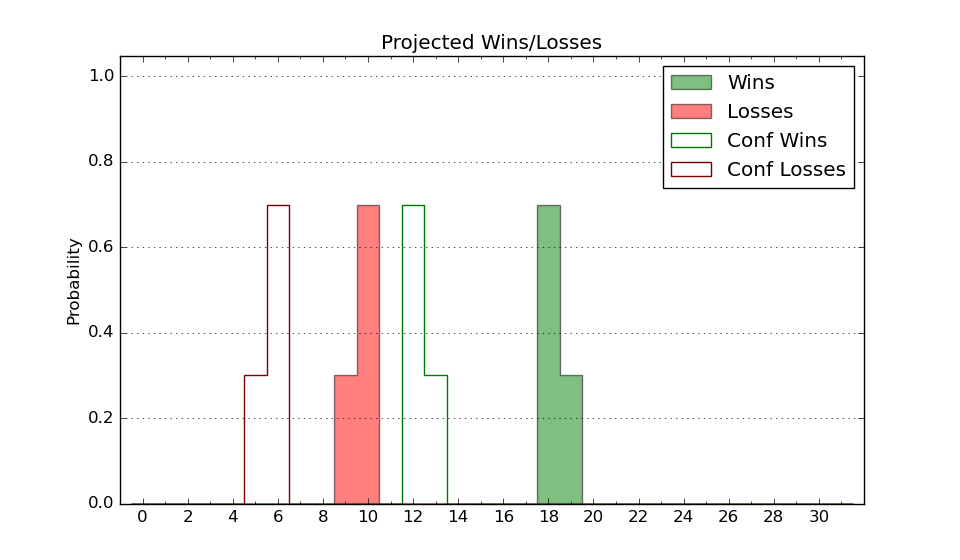 Projected Wins/Losses
1.0
0.8
0.6
0.4
0.2
0.0
Probability
Wins
Losses
Conf Wins
Conf Losses
0 2 4 6 8 10 12 14 16 18 20 22 24 26 28 30